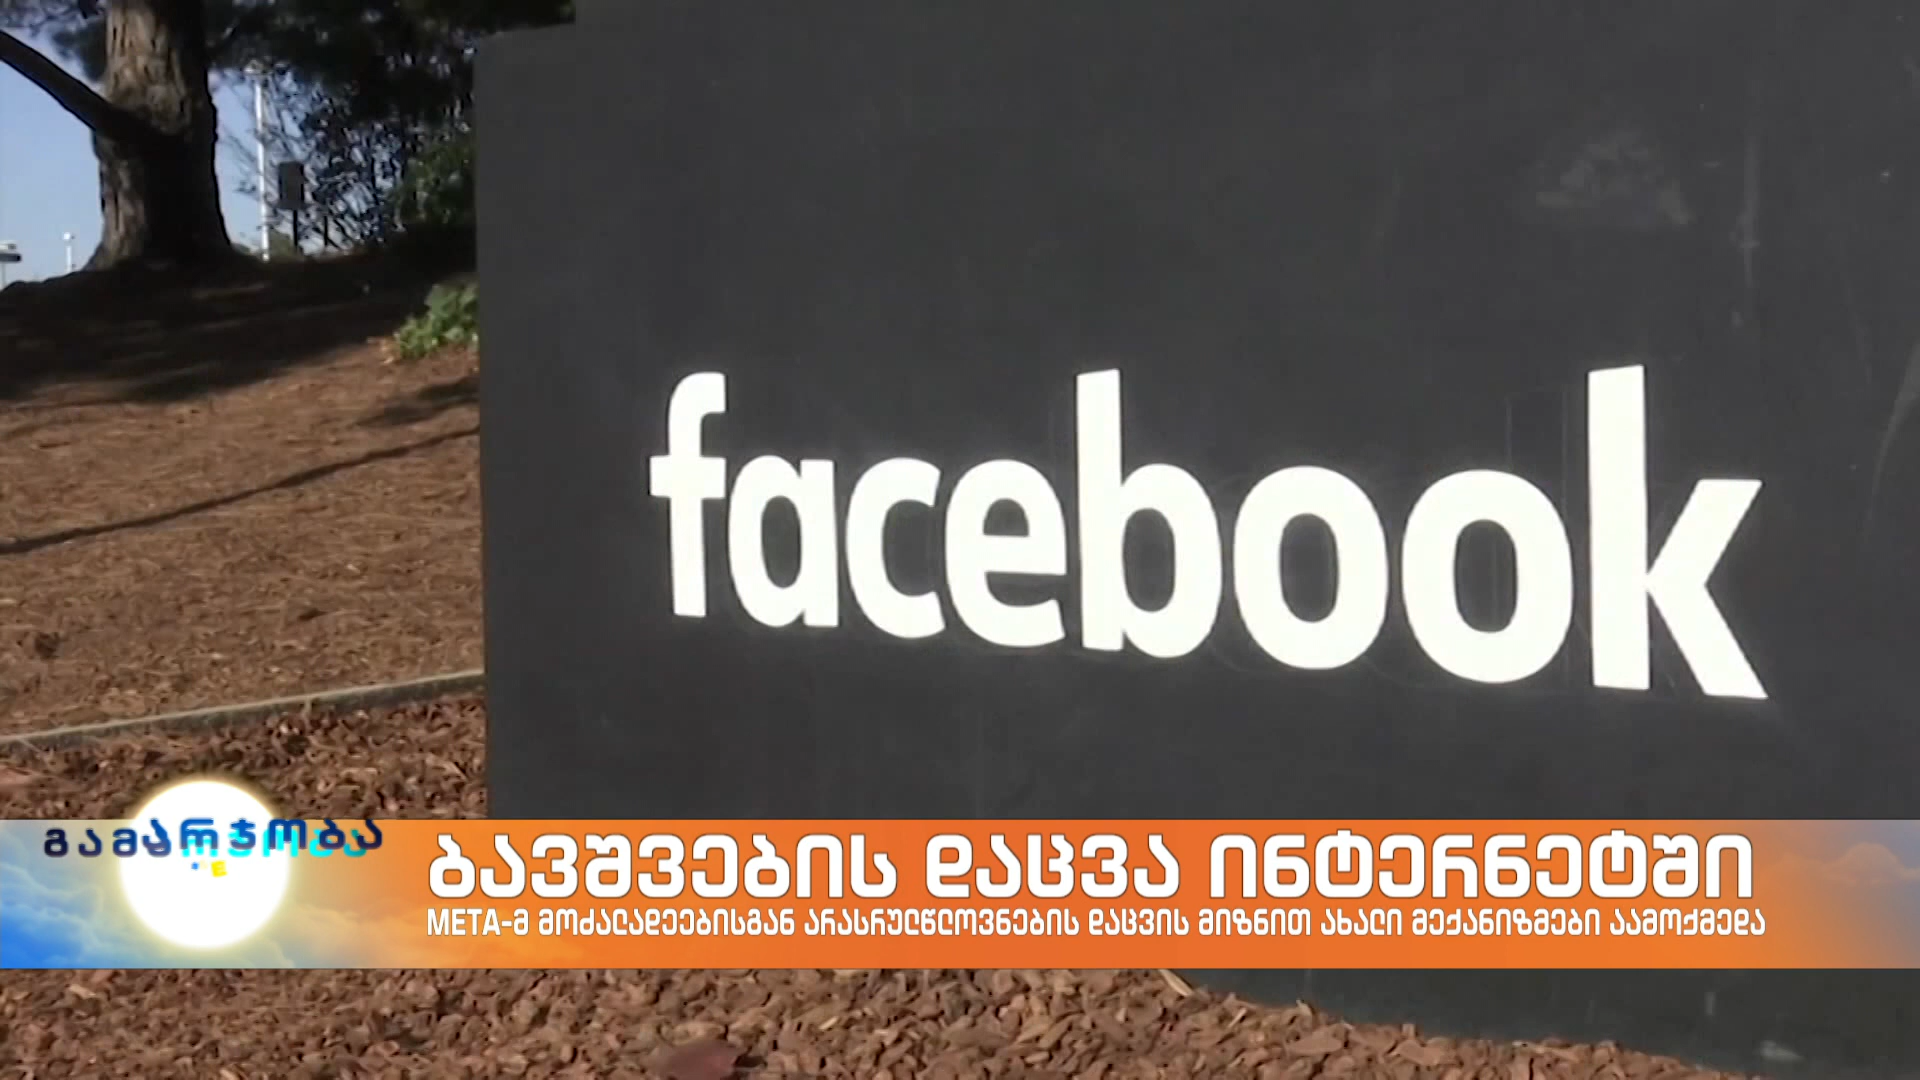 facebook
გამარჯობა
ბავშვების დაცვა ინტერნეტში
META-მ მოძალადეებისგან არასრულწლოვნების დაცვის მიზნით ახალი მექანიზმები აამოქმედა